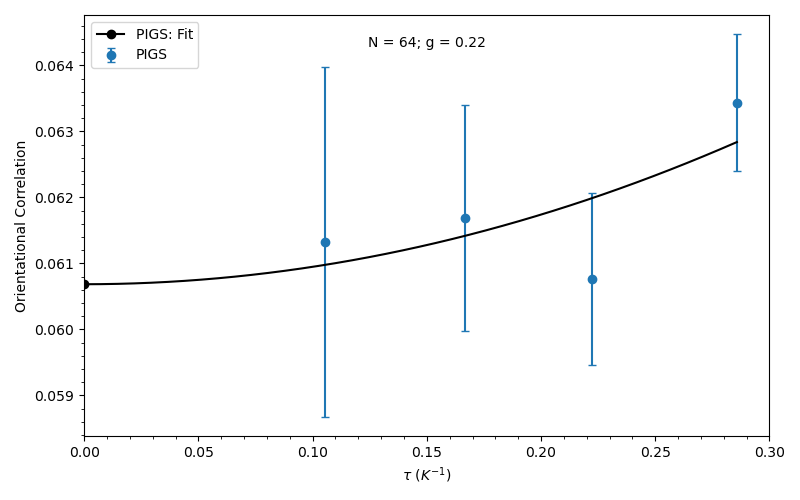 PIGS: Fit
PIGS
N = 64; g = 0.22
Orientational Correlation
0.064
0.063
0.062
0.061
0.060
0.059
0.00 0.05 0.10 0.15 0.20 0.25 0.30
τ (K⁻¹)